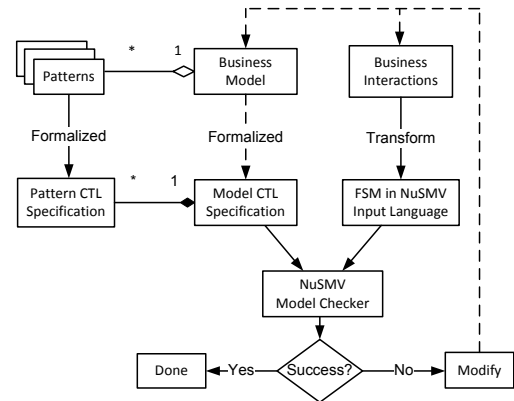 * 1
Patterns
Business
Model
Business
Interactions
Formalized
Formalized
Transform
Pattern CTL
Specification
* 1
Model CTL
Specification
FSM in NuSMV
Input Language
NuSMV
Model Checker
Done
Yes
Success?
No
Modify